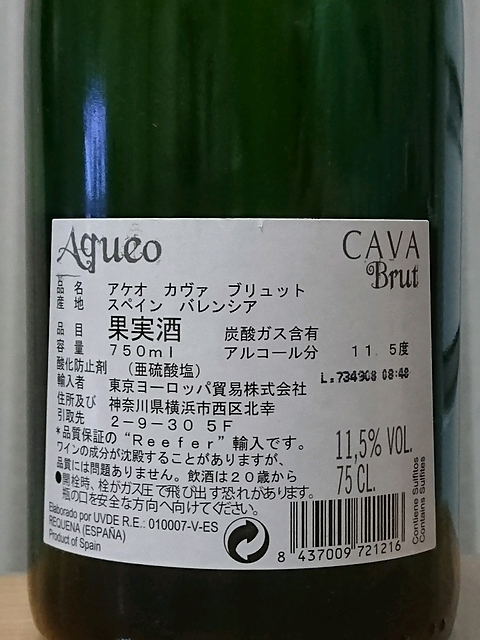 Aqueo
CAVA
Brut
品名 アケオ カヴァ ブリュット
産地 スペイン バレンシア
品目 果実酒 炭酸ガス含有
容量 750ml アルコール分 11.5度
酸化防止剤 (亜硫酸塩)
L:734908 08:48
輸入者 東京ヨーロッパ貿易株式会社
住所及び 神奈川県横浜市西区北幸
引取先 2-9-30 5F
*品質保証の"Reefer"輸入です。
ワインの成分が沈殿することがありますが、
品質には問題ありません。飲酒は20歳から
●開栓時、栓がガス圧で飛び出す恐れがあります。
瓶の口を安全な方向へ向けてください。
11,5% VOL.
75 CL.
Contiene Sulfitos
Contains Sulfites
Elaborado por UVDE R.E.: 010007-V-ES
REQUENA (ESPAÑA)
Product of Spain
8 437009 721216